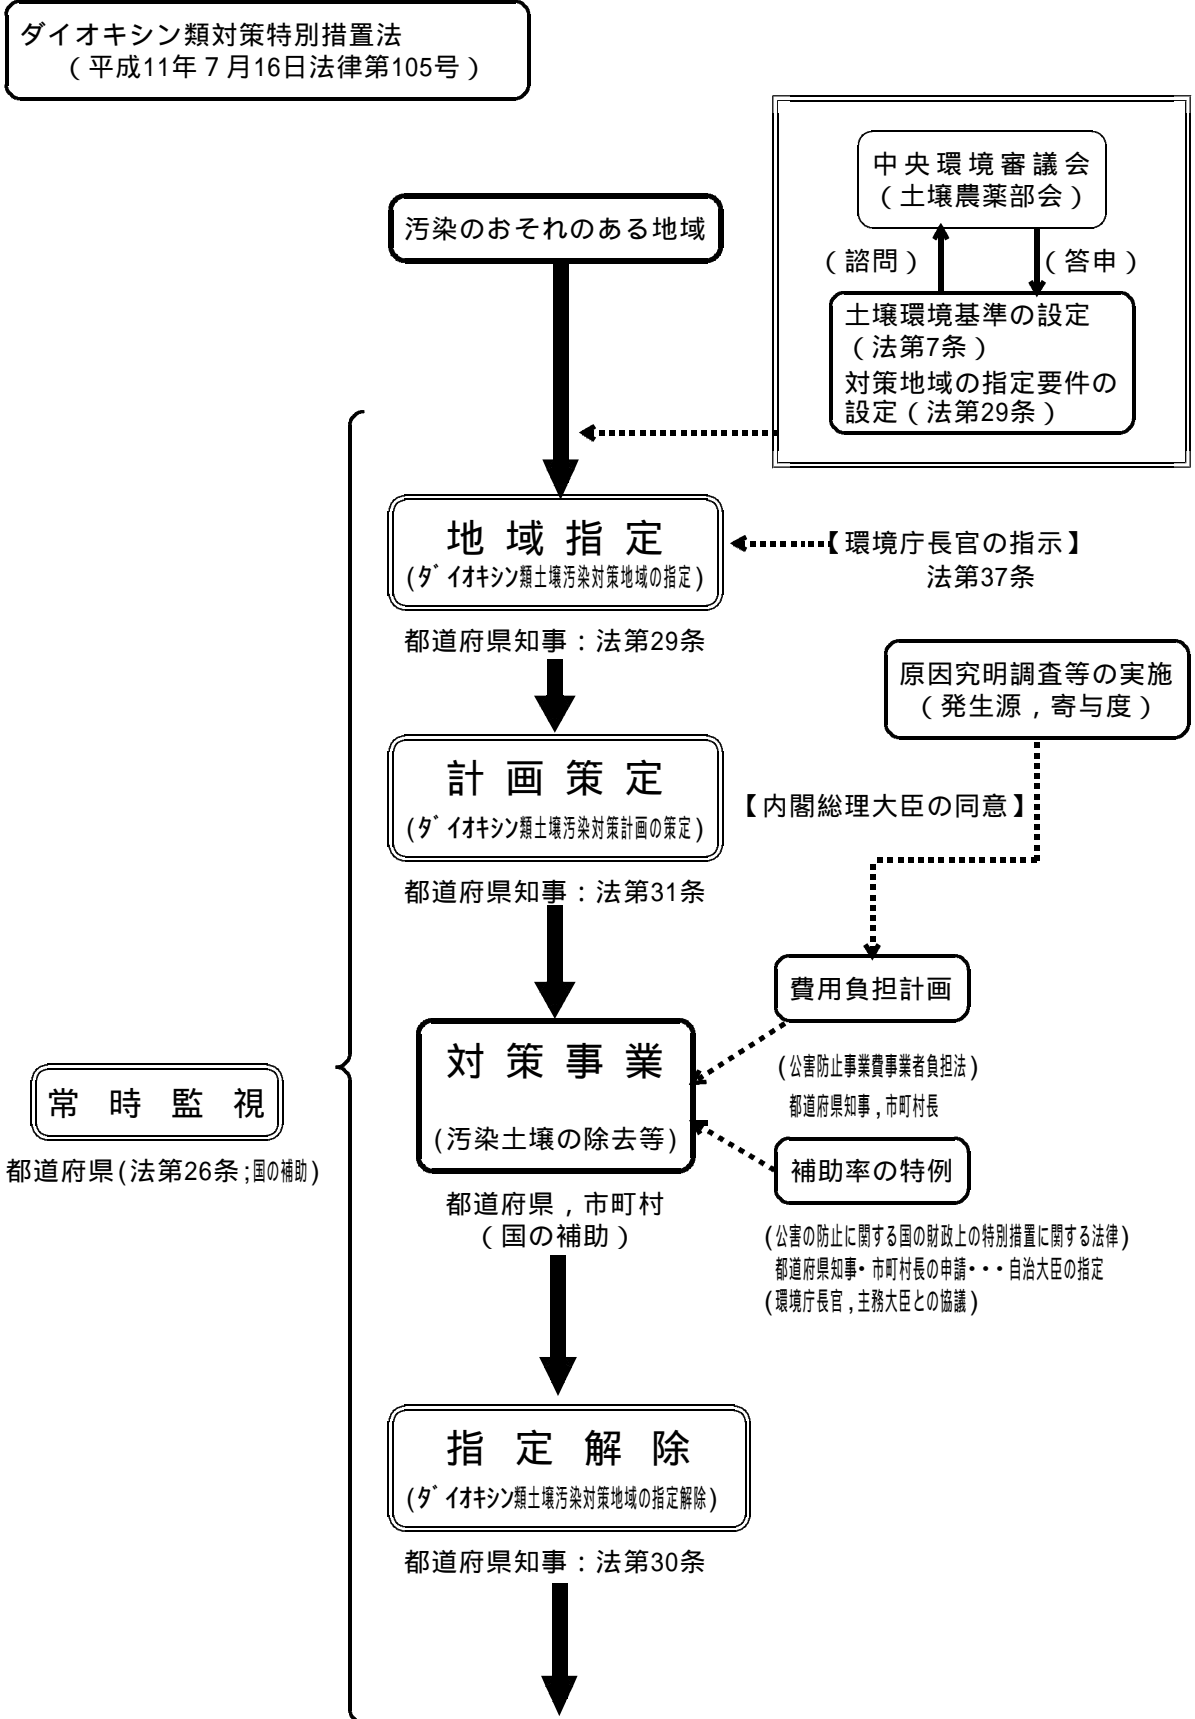 ダイオキシン類対策特別措置法
(平成11年7月16日法律第105号)
中央環境審議会
(土壌農薬部会)
汚染のおそれのある地域
(諮問)
(答申)
土壌環境基準の設定
(法第7条)
対策地域の指定要件の
設定(法第29条)
地域指定
(ダイオキシン類土壌汚染対策地域の指定)
【環境庁長官の指示】
法第37条
都道府県知事:法第29条
原因究明調査等の実施
(発生源,寄与度)
計画策定
(ダイオキシン類土壌汚染対策計画の策定)
【内閣総理大臣の同意】
都道府県知事:法第31条
費用負担計画
対策事業
(汚染土壌の除去等)
(公害防止事業費事業者負担法)
都道府県知事,市町村長
常時監視
都道府県(法第26条;国の補助)
補助率の特例
都道府県,市町村
(国の補助)
(公害の防止に関する国の財政上の特別措置に関する法律)
都道府県知事・市町村長の申請・・・自治大臣の指定
(環境庁長官,主務大臣との協議)
指定解除
(ダイオキシン類土壌汚染対策地域の指定解除)
都道府県知事:法第30条